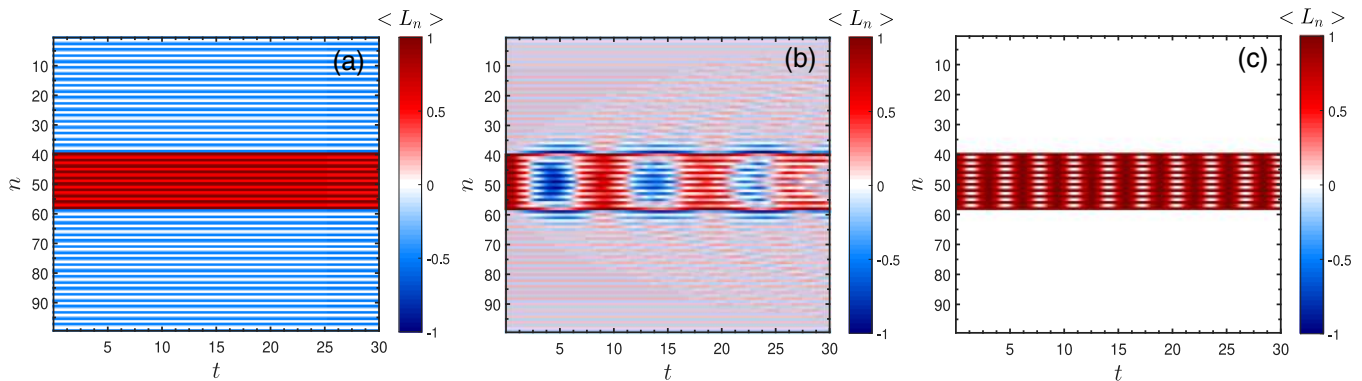 < L_n > < L_n > < L_n >
(a) 1 (b) 1 (c) 1
10 10 10
20 20 20
30 0.5 30 0.5 30 0.5
40 40 40
n 50 0 n 50 0 n 50 0
60 60 60
70 -0.5 70 -0.5 70 -0.5
80 80 80
90 90 90
-1 -1 -1
5 10 15 20 25 30 5 10 15 20 25 30 5 10 15 20 25 30
t t t